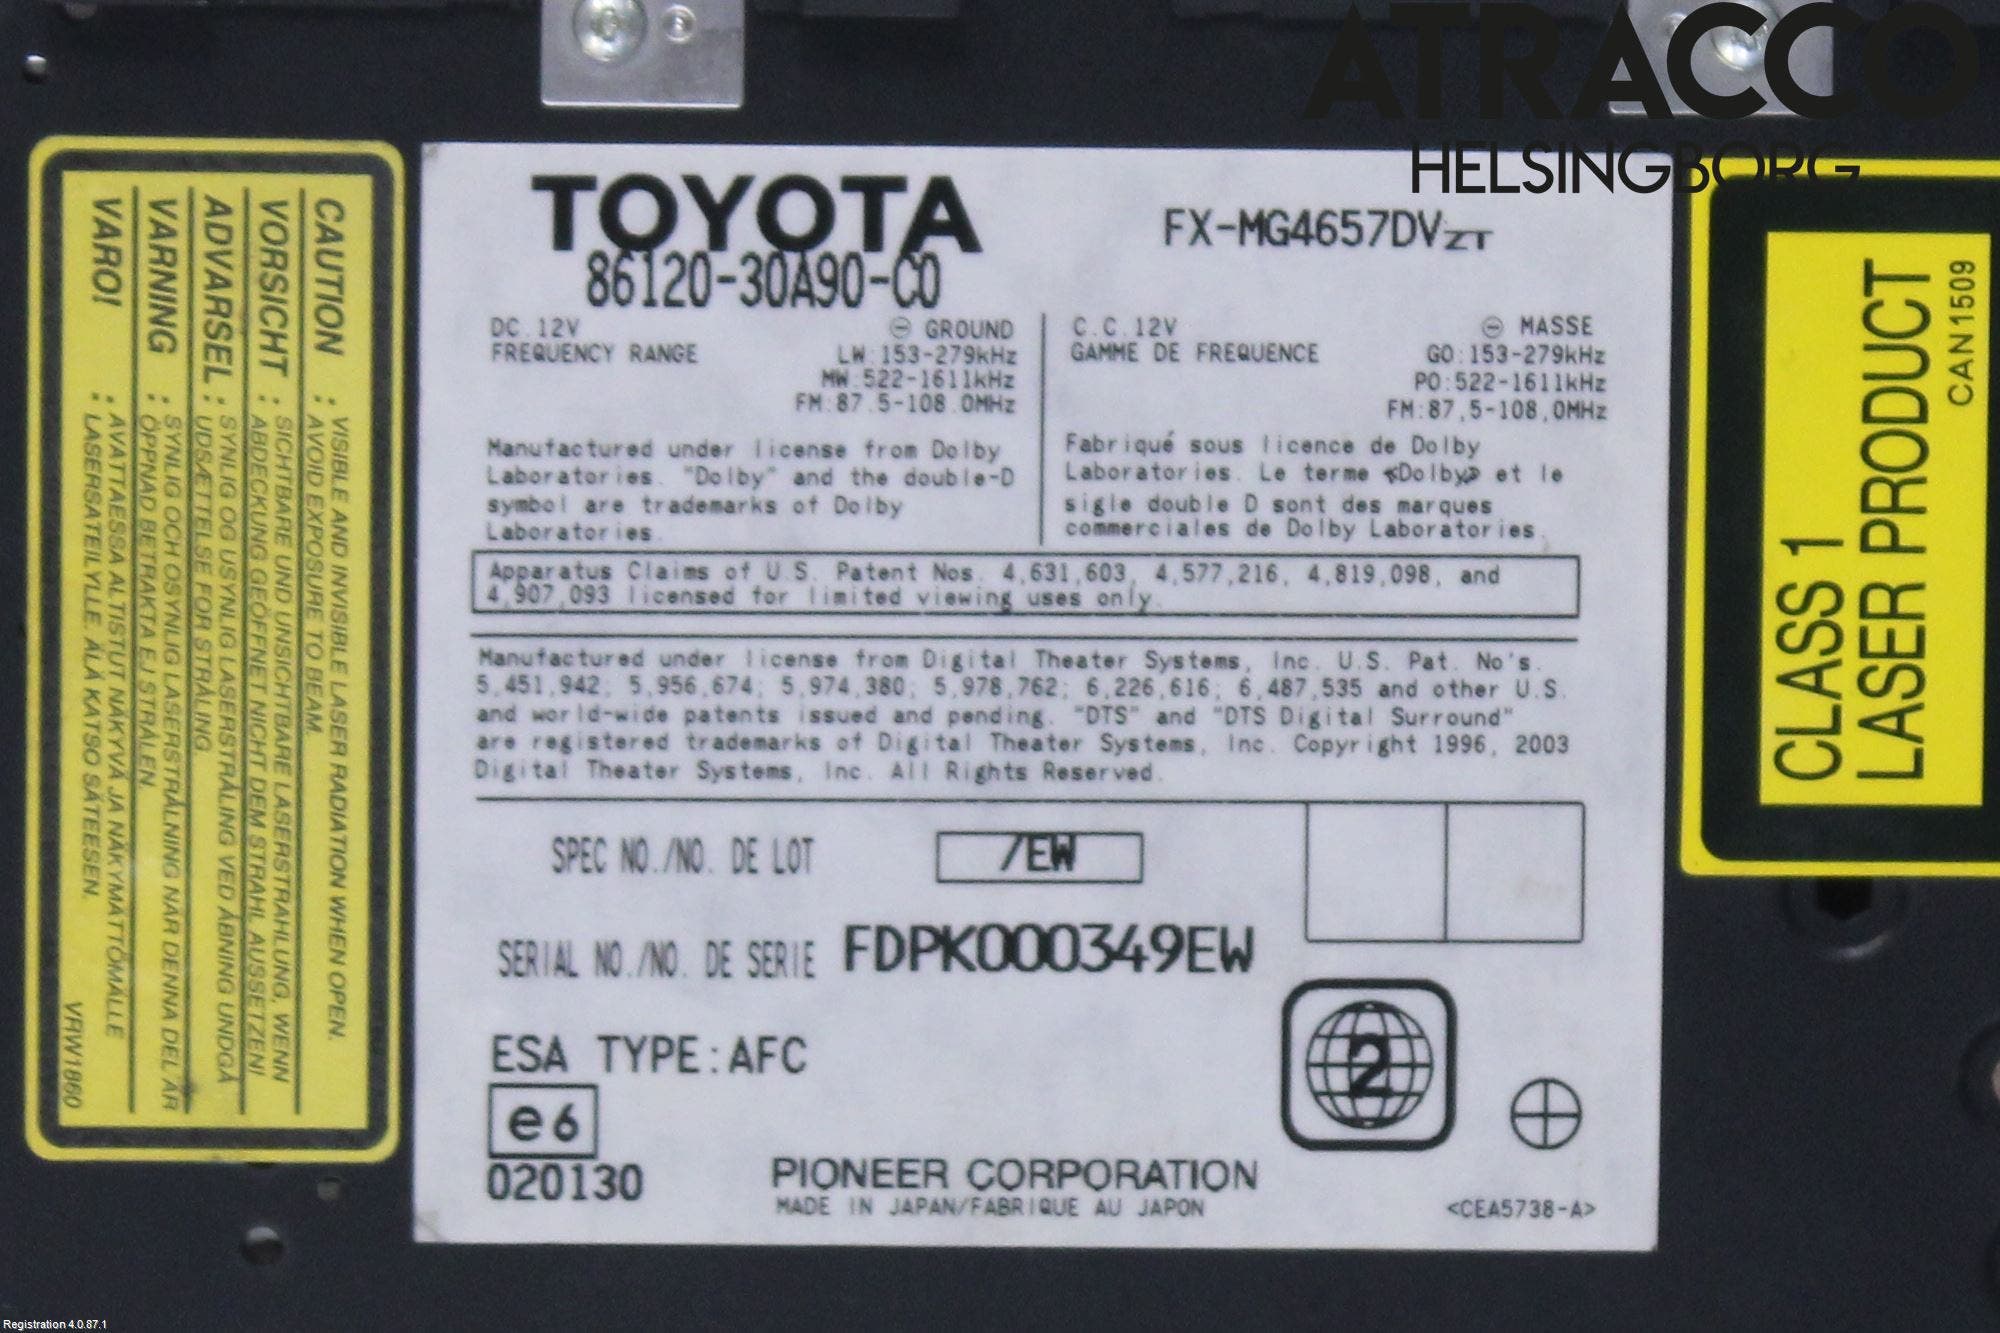 ATRACCO
HELSINGBORG
CAUTION : VISIBLE AND INVISIBLE LASER RADIATION WHEN OPEN.
: AVOID EXPOSURE TO BEAM.
VORSICHT : SICHTBARE UND UNSICHTBARE LASERSTRAHLUNG, WENN
ABDECKUNG GEÖFFNET NICHT DEM STRAHL AUSSETZEN!
ADVARSEL : SYNLIG OG USYNLIG LASERSTRÅLING VED ÅBNING UNDGÅ
UDSÆTTELSE FOR STRÅLING.
VARNING : SYNLIG OCH OSYNLIG LASERSTRÅLNING NÄR DENNA DEL ÄR
ÖPPNAD BETRAKTA EJ STRÅLEN.
VARO! : AVATTAESSA ALTISTUT NÄKYVÄ JA NÄKYMÄTTÖMÄLLE
: LASERSÄTEILYLLE. ÄLÄ KATSO SÄTEESEN.
VRW1860
TOYOTA
86120-30A90-C0
FX-MG4657DVZT
DC.12V ⊖ GROUND
FREQUENCY RANGE LW:153-279kHz
MW.522-1611kHz
FM:87.5-108.0MHz
C.C.12V ⊖ MASSE
GAMME DE FREQUENCE GO:153-279kHz
PO:522-1611kHz
FM:87,5-108,0MHz
Manufactured under license from Dolby
Laboratories. "Dolby" and the double-D
symbol are trademarks of Dolby
Laboratories.
Fabriqué sous licence de Dolby
Laboratories. Le terme «Dolby» et le
sigle double D sont des marques
commerciales de Dolby Laboratories.
Apparatus Claims of U.S. Patent Nos. 4,631,603, 4,577,216, 4,819,098, and
4,907,093 licensed for limited viewing uses only.
Manufactured under license from Digital Theater Systems, Inc. U.S. Pat. No's.
5,451,942; 5,956,674; 5,974,380; 5,978,762; 6,226,616; 6,487,535 and other U.S.
and world-wide patents issued and pending. "DTS" and "DTS Digital Surround"
are registered trademarks of Digital Theater Systems, Inc. Copyright 1996, 2003
Digital Theater Systems, Inc. All Rights Reserved.
SPEC NO./NO. DE LOT /EW
SERIAL NO./NO. DE SERIE FDPK000349EW
ESA TYPE:AFC
e6
020130
2
PIONEER CORPORATION
MADE IN JAPAN/FABRIQUE AU JAPON
<CEA5738-A>
CLASS 1
LASER PRODUCT
CAN1509
Registration 4.0.87.1